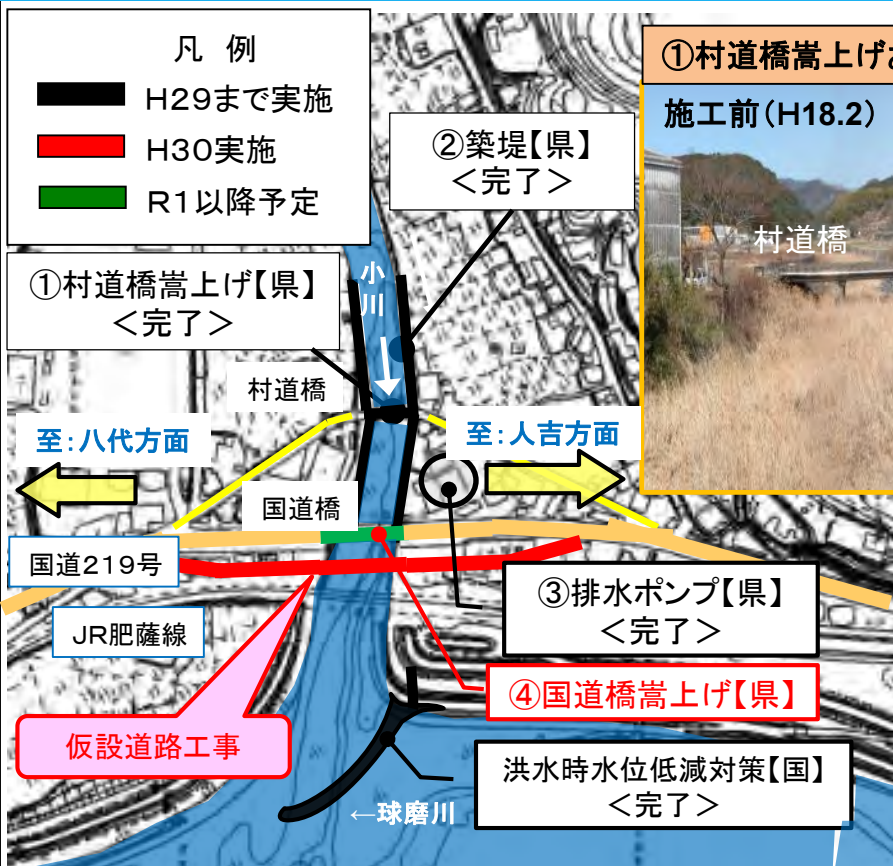 凡 例
H29まで実施
H30実施
R1以降予定
②築堤【県】
<完了>
①村道橋嵩上げ
施工前(H18.2)
村道橋
①村道橋嵩上げ【県】
<完了>
小川
村道橋
至:八代方面
至:人吉方面
国道橋
国道219号
JR肥薩線
③排水ポンプ【県】
<完了>
④国道橋嵩上げ【県】
仮設道路工事
洪水時水位低減対策【国】
<完了>
←球磨川